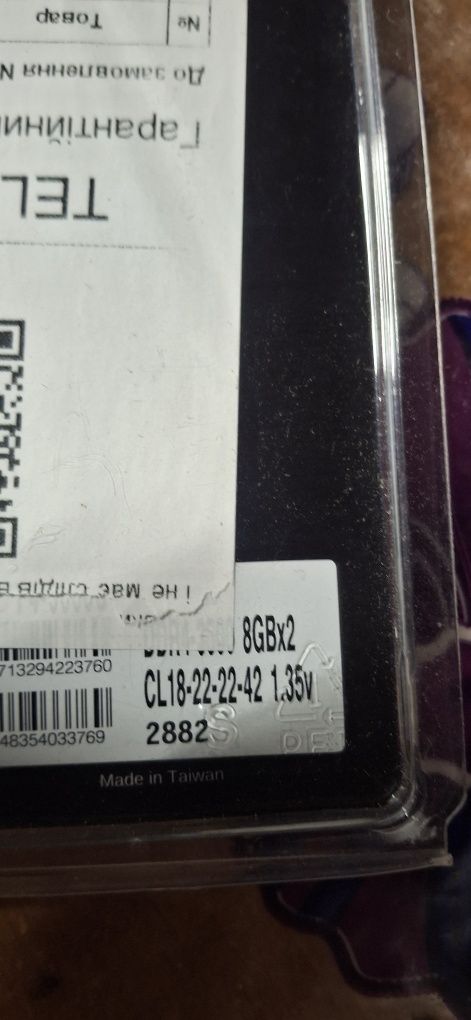 № Товар
До замовлення №
TEL
і не має слідів в
8GBx2
713294223760
CL18-22-22-42 1.35v
48354033769
2882
Made in Taiwan